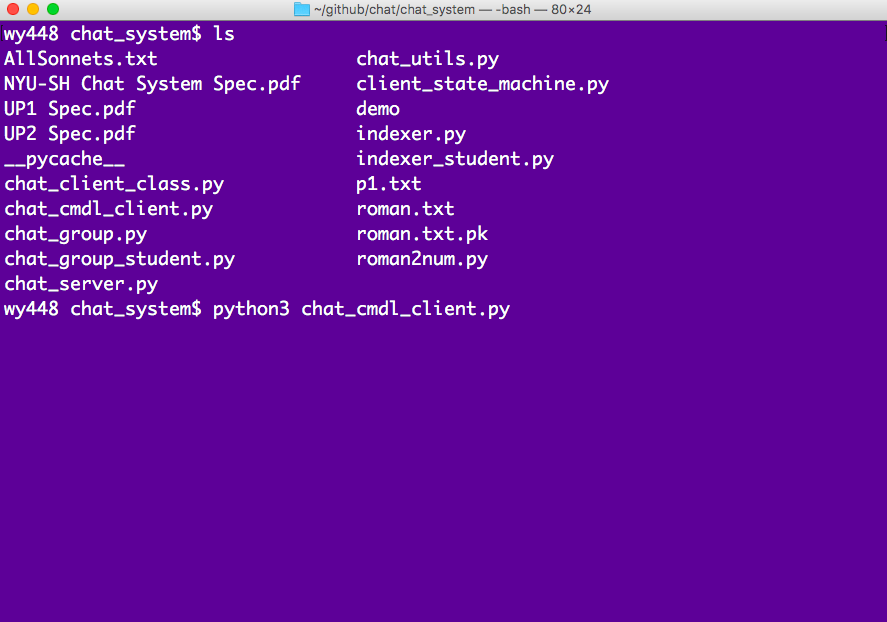 ~/github/chat/chat_system — -bash — 80×24
wy448 chat_system$ ls
AllSonnets.txt chat_utils.py
NYU-SH Chat System Spec.pdf client_state_machine.py
UP1 Spec.pdf demo
UP2 Spec.pdf indexer.py
__pycache__ indexer_student.py
chat_client_class.py p1.txt
chat_cmdl_client.py roman.txt
chat_group.py roman.txt.pk
chat_group_student.py roman2num.py
chat_server.py
wy448 chat_system$ python3 chat_cmdl_client.py